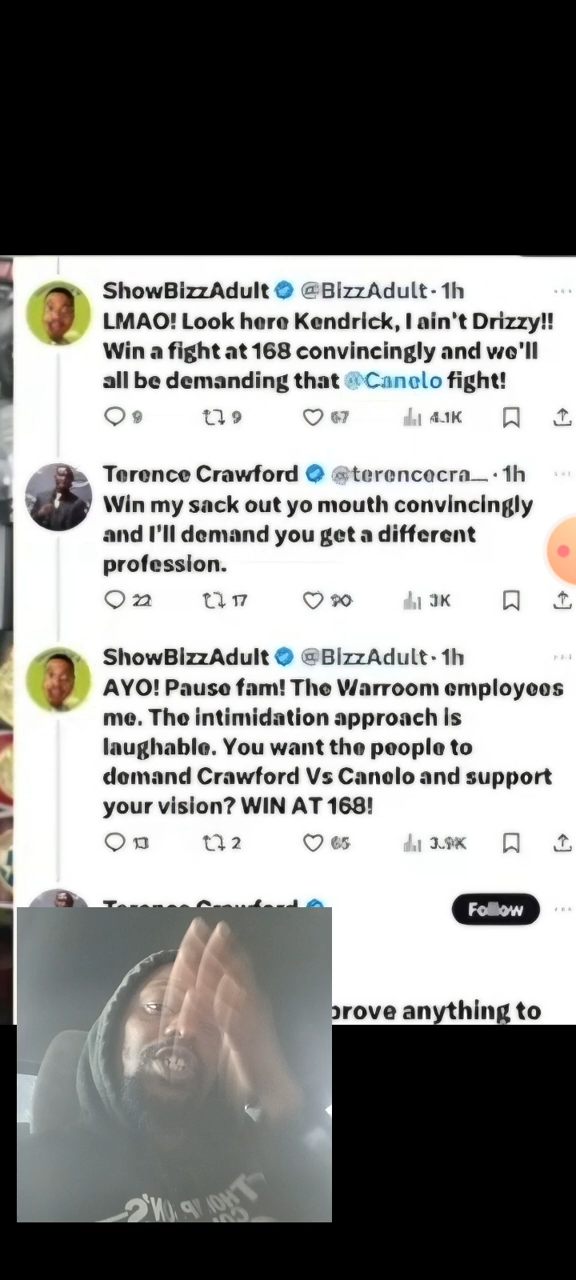 ShowBizzAdult @BizzAdult · 1h
LMAO! Look here Kendrick, I ain't Drizzy!!
Win a fight at 168 convincingly and we'll
all be demanding that @Canelo fight!
9 9 67 4.1K
Terence Crawford @terencecra... · 1h
Win my sack out yo mouth convincingly
and I'll demand you get a different
profession.
22 17 90 3K
ShowBizzAdult @BizzAdult · 1h
AYO! Pause fam! The Warroom employees
me. The intimidation approach is
laughable. You want the people to
demand Crawford Vs Canelo and support
your vision? WIN AT 168!
13 2 65 3.9K
Terence Crawford Follow
prove anything to